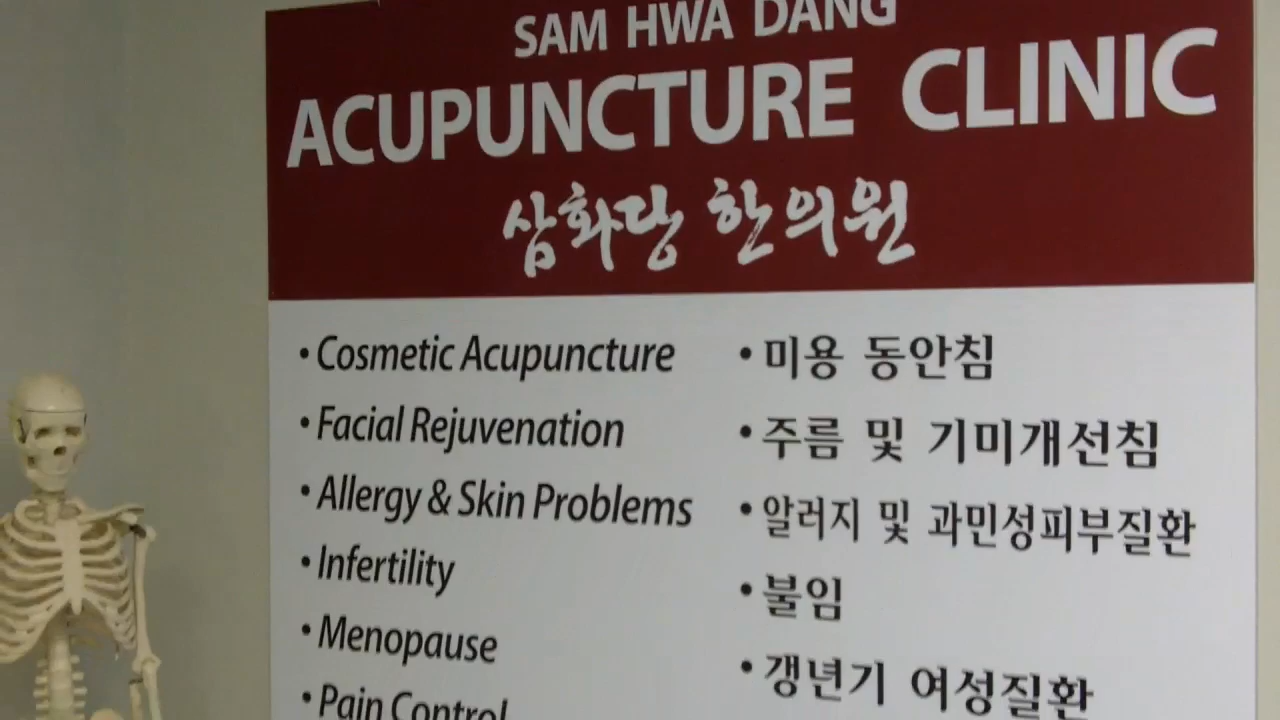 SAM HWA DANG
ACUPUNCTURE CLINIC
삼화당 한의원
• Cosmetic Acupuncture
• Facial Rejuvenation
• Allergy & Skin Problems
• Infertility
• Menopause
• Pain Control
• 미용 동안침
• 주름 및 기미개선침
• 알러지 및 과민성피부질환
• 불임
• 갱년기 여성질환